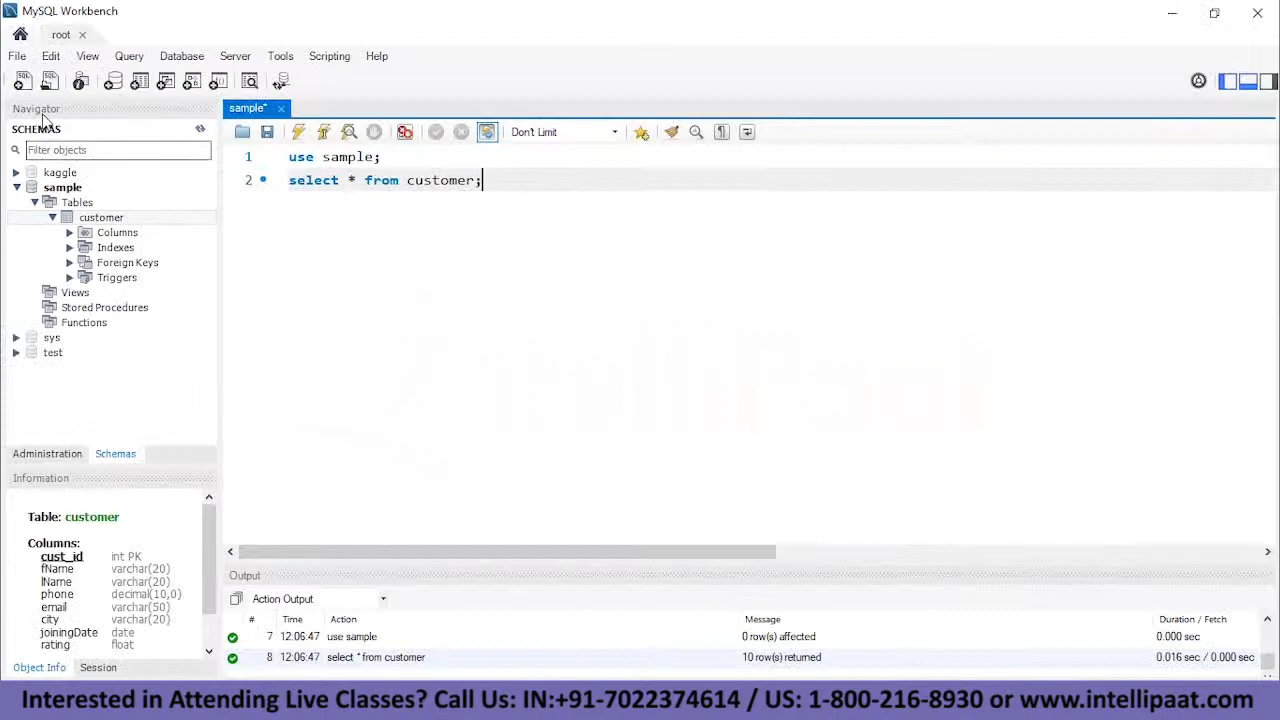 MySQL Workbench
root
File Edit View Query Database Server Tools Scripting Help
Navigator
SCHEMAS
Filter objects
kaggle
sample
Tables
customer
Columns
Indexes
Foreign Keys
Triggers
Views
Stored Procedures
Functions
sys
test
Administration Schemas
Information
Table: customer
Columns:
cust_id int PK
fName varchar(20)
lName varchar(20)
phone decimal(10,0)
email varchar(50)
city varchar(20)
joiningDate date
rating float
Object Info Session
sample*
Don't Limit
1 use sample;
2 select * from customer;
Output
Action Output
# Time Action Message Duration / Fetch
7 12:06:47 use sample 0 row(s) affected 0.000 sec
8 12:06:47 select * from customer 10 row(s) returned 0.016 sec / 0.000 sec
Interested in Attending Live Classes? Call Us: IN:+91-7022374614 / US: 1-800-216-8930 or www.intellipaat.com